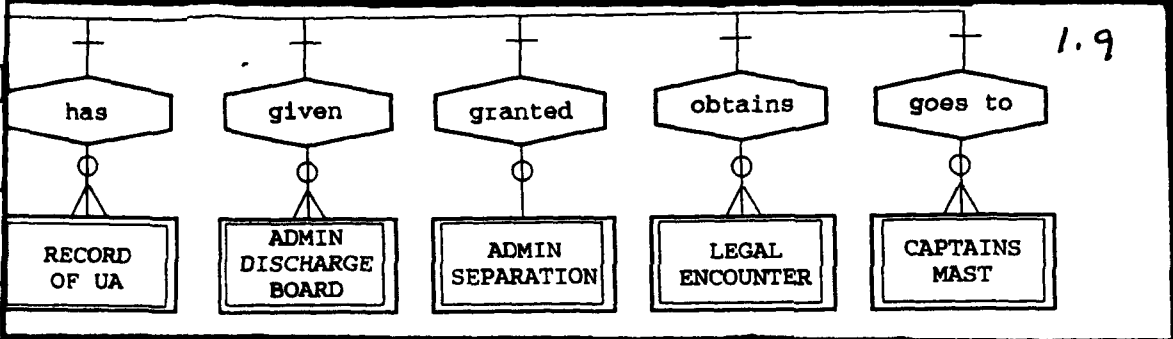 1.9
has
given
granted
obtains
goes to
RECORD
OF UA
ADMIN
DISCHARGE
BOARD
ADMIN
SEPARATION
LEGAL
ENCOUNTER
CAPTAINS
MAST